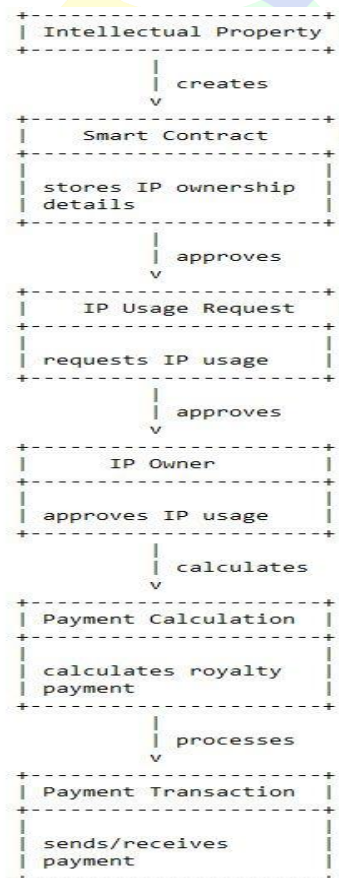 Intellectual Property
creates
Smart Contract
stores IP ownership
details
approves
IP Usage Request
requests IP usage
approves
IP Owner
approves IP usage
calculates
Payment Calculation
calculates royalty
payment
processes
Payment Transaction
sends/receives
payment